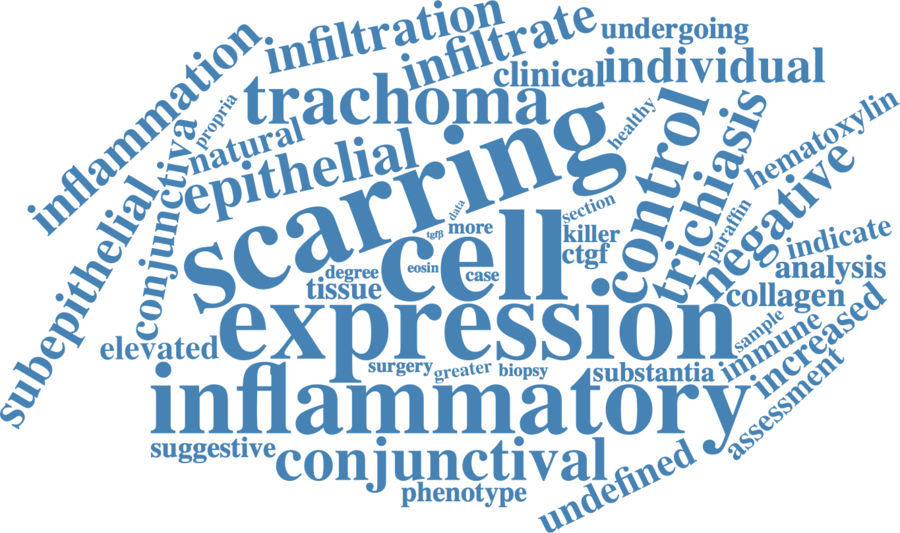 infiltration
infiltrate
undergoing
inflammation
clinical
individual
trachoma
propria
natural
healthy
hematoxylin
conjunctiva
epithelial
scarring
control
trichiasis
negative
subepithelial
data
section
paraffin
tgfβ
more
cell
killer
indicate
ctgf
degree
eosin
case
analysis
tissue
collagen
elevated
expression
sample
immune
increased
surgery
greater
biopsy
substantia
inflammatory
assessment
suggestive
conjunctival
undefined
phenotype